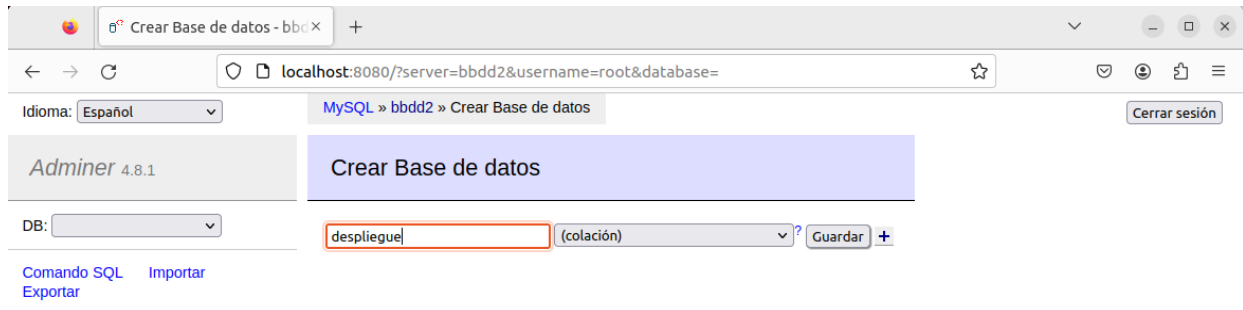 Crear Base de datos - bbd
localhost:8080/?server=bbdd2&username=root&database=
Idioma: Español
MySQL » bbdd2 » Crear Base de datos
Cerrar sesión
Adminer 4.8.1
Crear Base de datos
DB:
despliegue (colación) ? Guardar +
Comando SQL Importar
Exportar